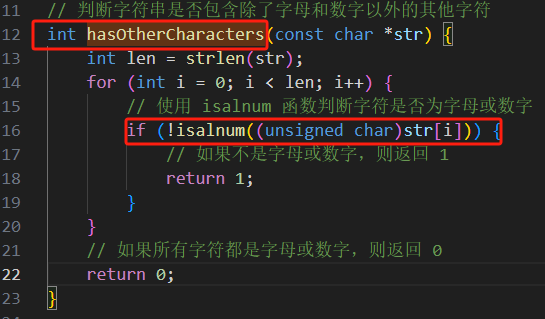 11 // 判断字符串是否包含除了字母和数字以外的其他字符
12 int hasOtherCharacters(const char *str) {
13     int len = strlen(str);
14     for (int i = 0; i < len; i++) {
15         // 使用 isalnum 函数判断字符是否为字母或数字
16         if (!isalnum((unsigned char)str[i])) {
17             // 如果不是字母或数字，则返回 1
18             return 1;
19         }
20     }
21     // 如果所有字符都是字母或数字，则返回 0
22     return 0;
23 }